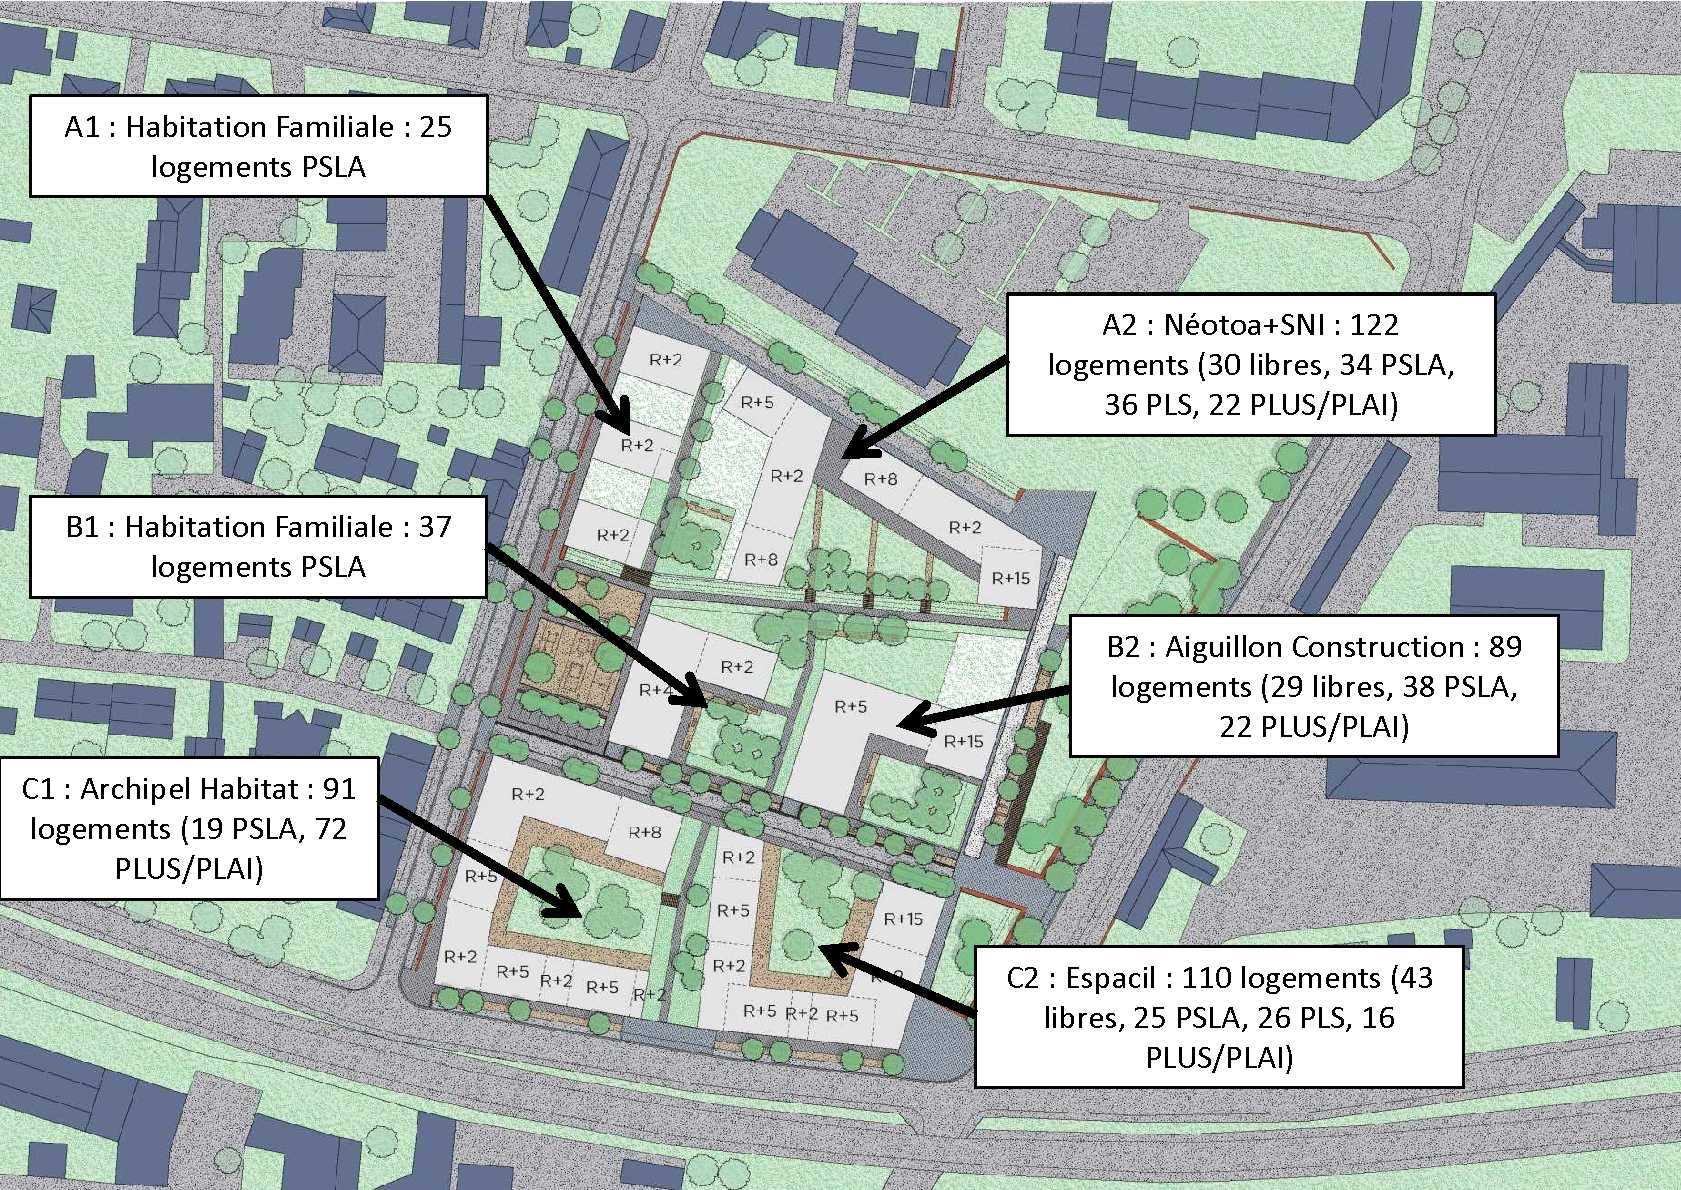 A1 : Habitation Familiale : 25
logements PSLA
A2 : Néotoa+SNI : 122
logements (30 libres, 34 PSLA,
36 PLS, 22 PLUS/PLAI)
R+2
R+5
R+2
R+2
R+8
R+2
R+2
R+8
R+15
B1 : Habitation Familiale : 37
logements PSLA
B2 : Aiguillon Construction : 89
logements (29 libres, 38 PSLA,
22 PLUS/PLAI)
R+2
R+4
R+5
R+15
C1 : Archipel Habitat : 91
logements (19 PSLA, 72
PLUS/PLAI)
R+2
R+8
R+2
R+5
R+5
R+15
R+2
R+5
R+2
R+5
R+2
R+2
R+2
R+5
R+2
R+5
C2 : Espacil : 110 logements (43
libres, 25 PSLA, 26 PLS, 16
PLUS/PLAI)